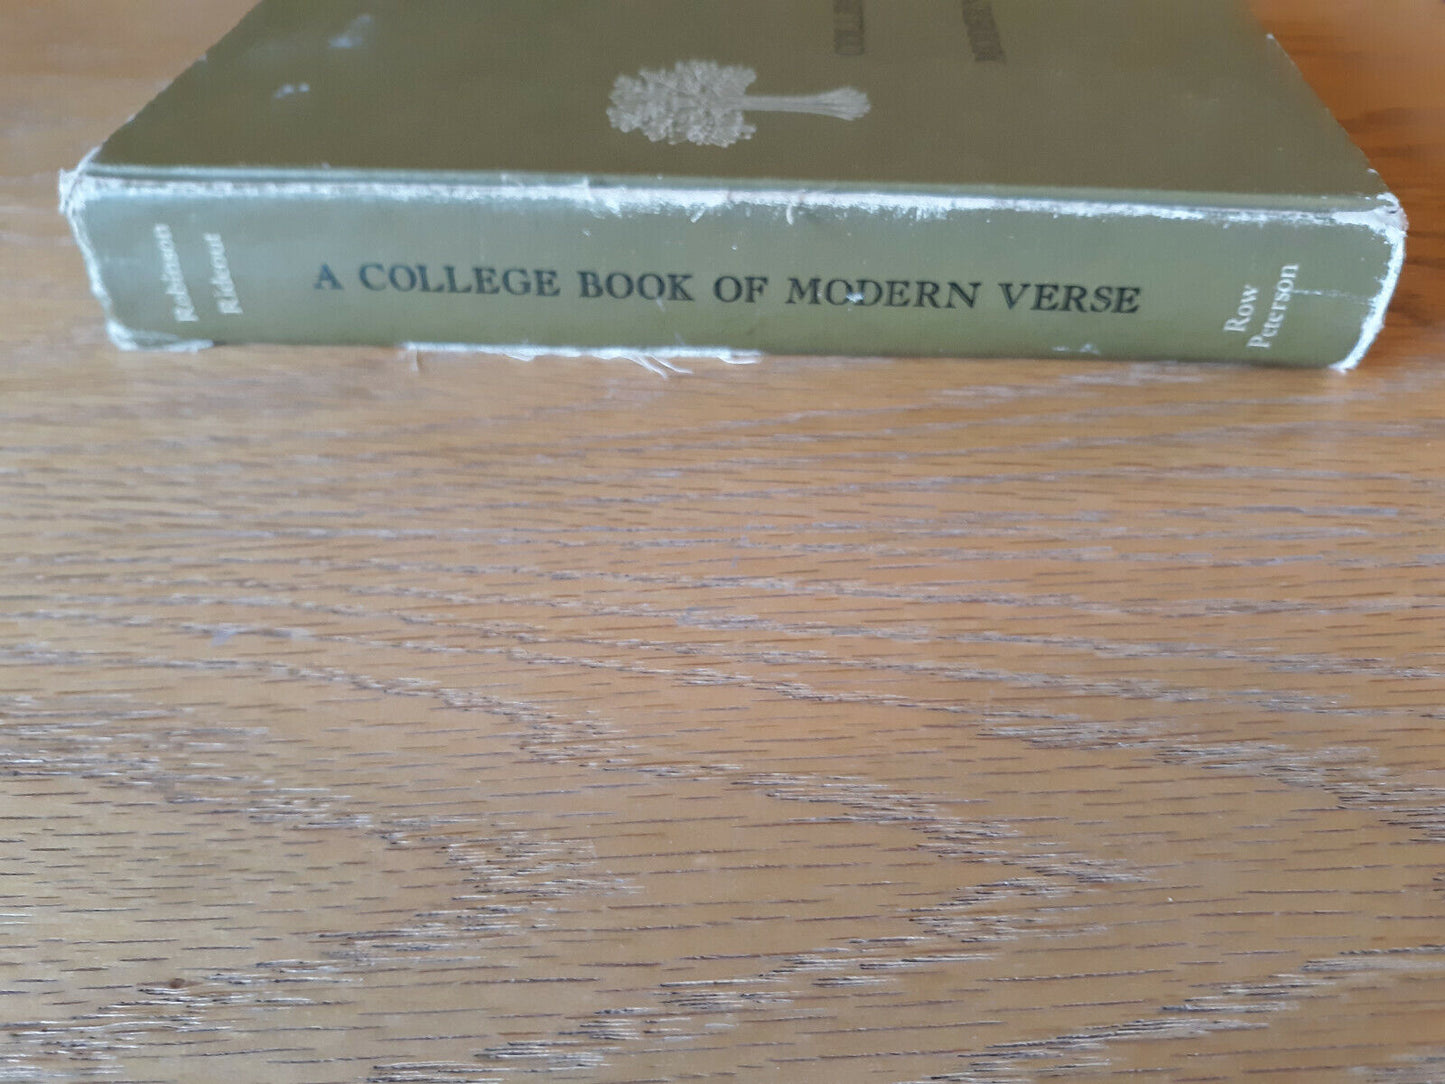 Robinson
Rideout
A COLLEGE BOOK OF MODERN VERSE
Row
Peterson